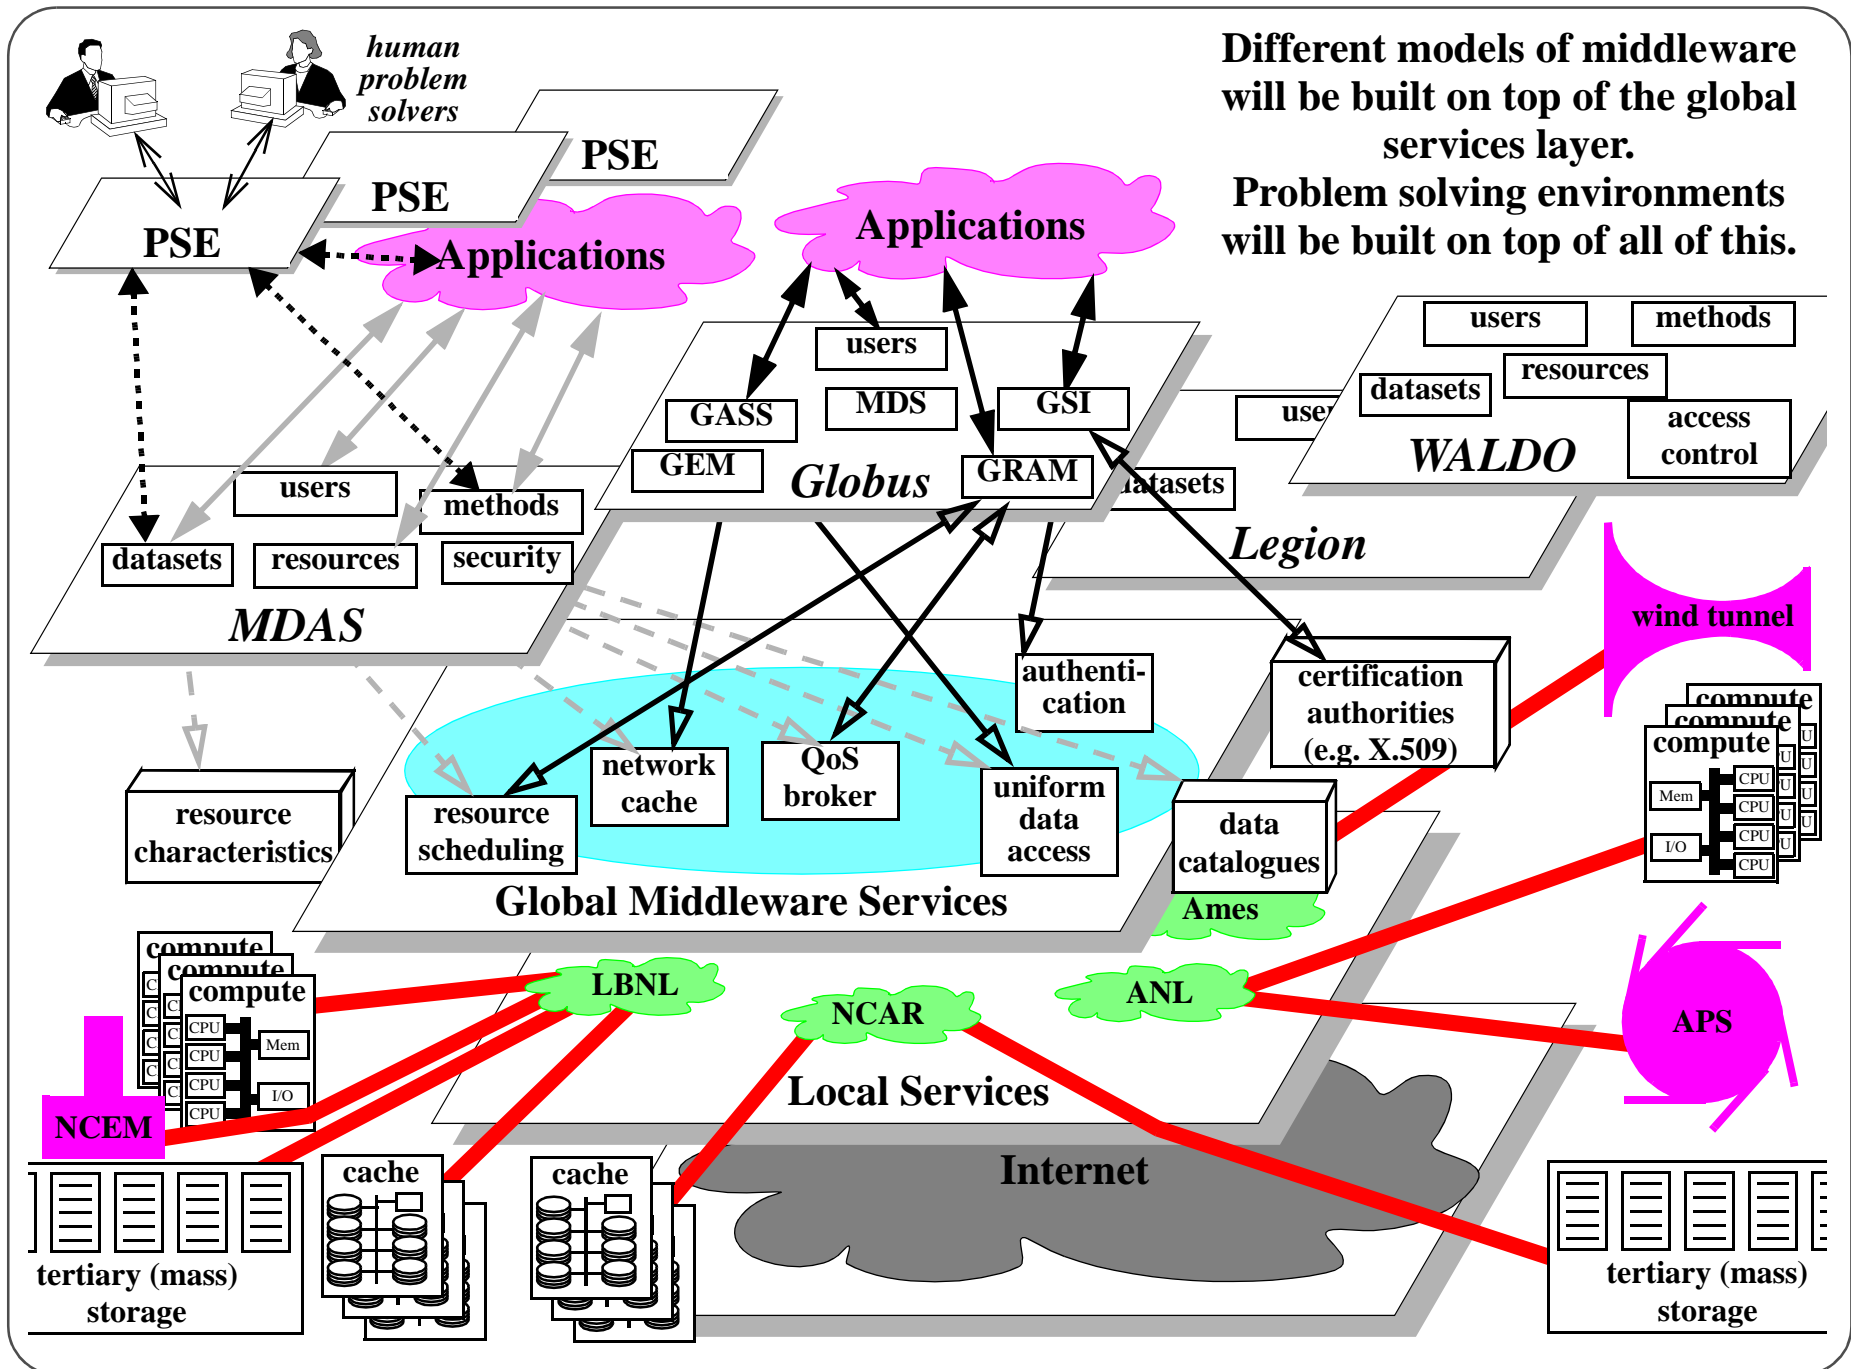 human
problem
solvers
Different models of middleware
will be built on top of the global
services layer.
Problem solving environments
will be built on top of all of this.
PSE
PSE
PSE
Applications
Applications
users
methods
datasets
resources
access
control
WALDO
users
GASS
MDS
GSI
GEM
Globus
GRAM
datasets
Legion
users
methods
datasets
resources
security
MDAS
wind tunnel
authenti-
cation
certification
authorities
(e.g. X.509)
compute
compute
compute
Mem
I/O
CPU
CPU
CPU
CPU
network
cache
QoS
broker
uniform
data
access
resource
scheduling
resource
characteristics
data
catalogues
Global Middleware Services
Ames
LBNL
NCAR
ANL
APS
compute
compute
compute
CPU
CPU
CPU
CPU
Mem
I/O
NCEM
Local Services
Internet
cache
cache
tertiary (mass)
storage
tertiary (mass)
storage